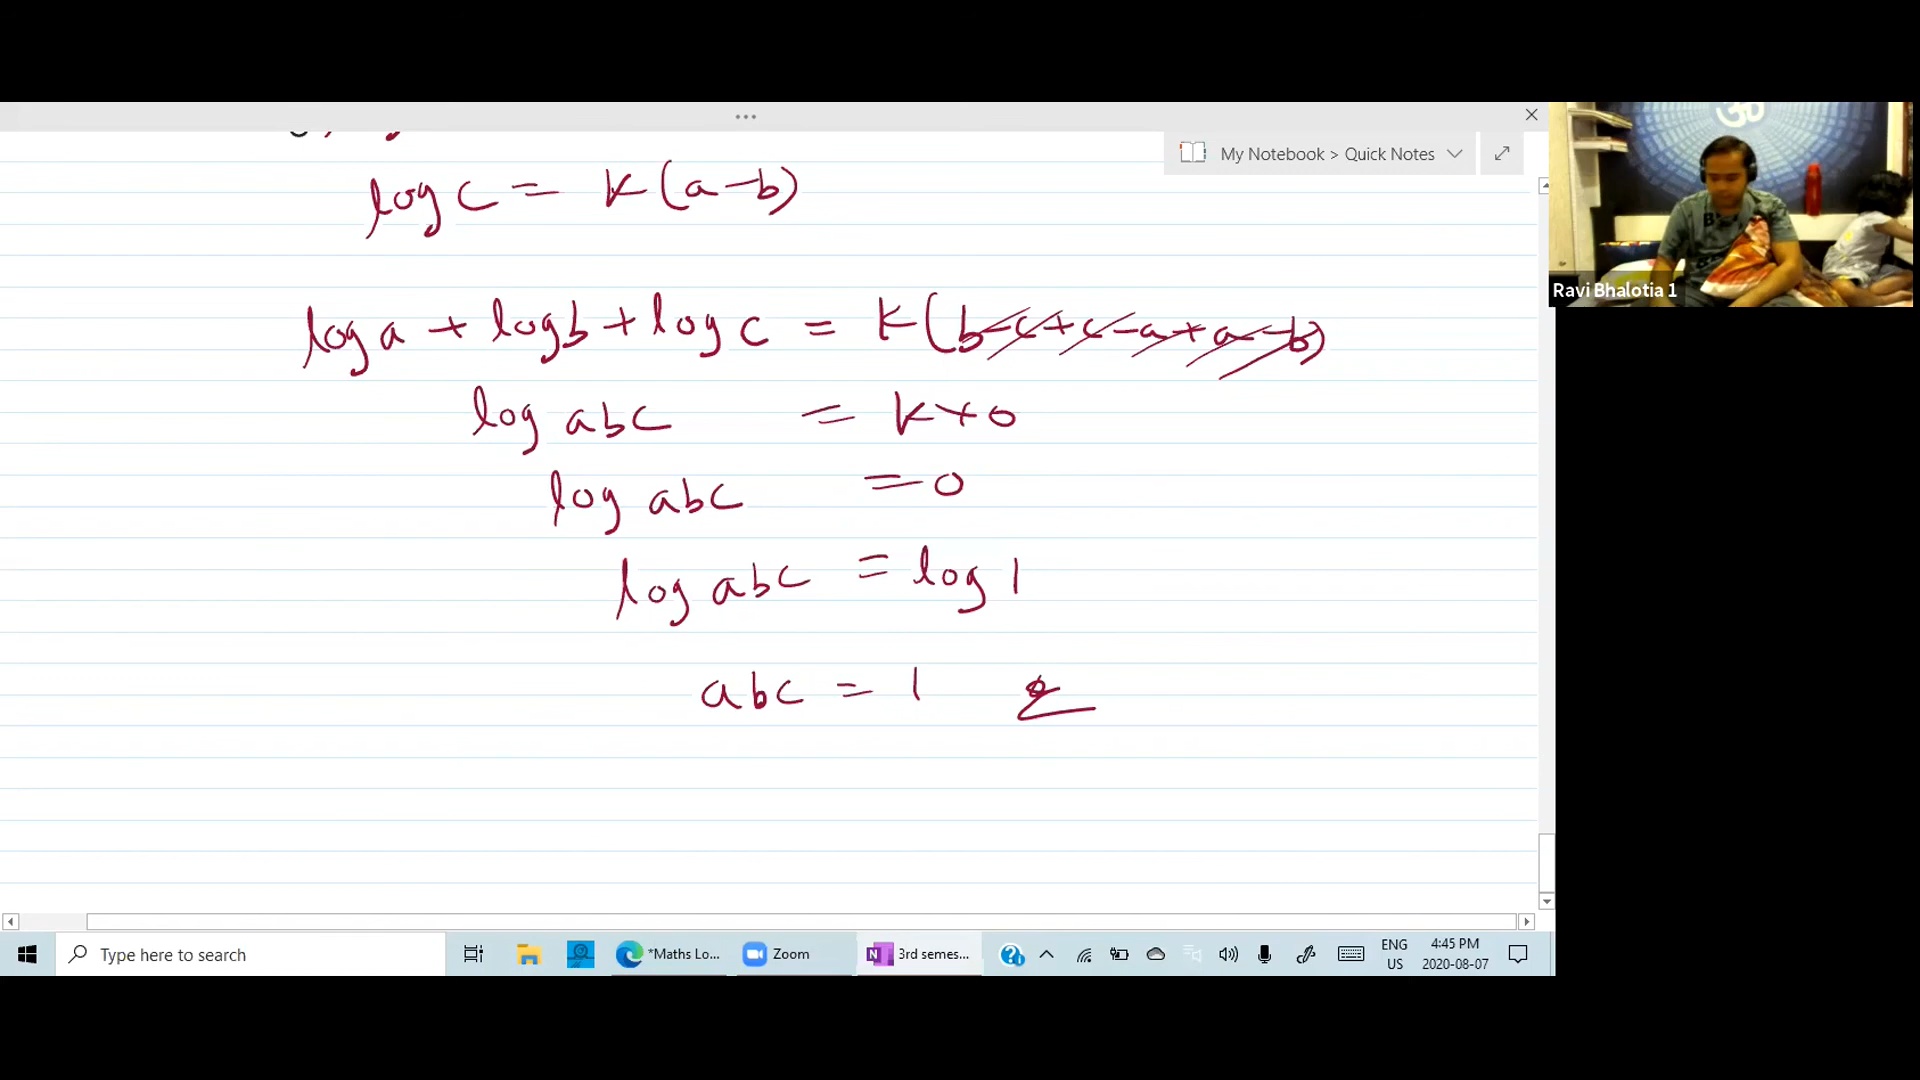 My Notebook > Quick Notes
log c = k(a-b)
log a + log b + log c = k(b-c+c-a+a-b)
log abc = k×0
log abc = 0
log abc = log 1
abc = 1
ॐ
Ravi Bhalotia 1
Type here to search
*Maths Lo...
Zoom
3rd semes...
ENG
US
4:45 PM
2020-08-07